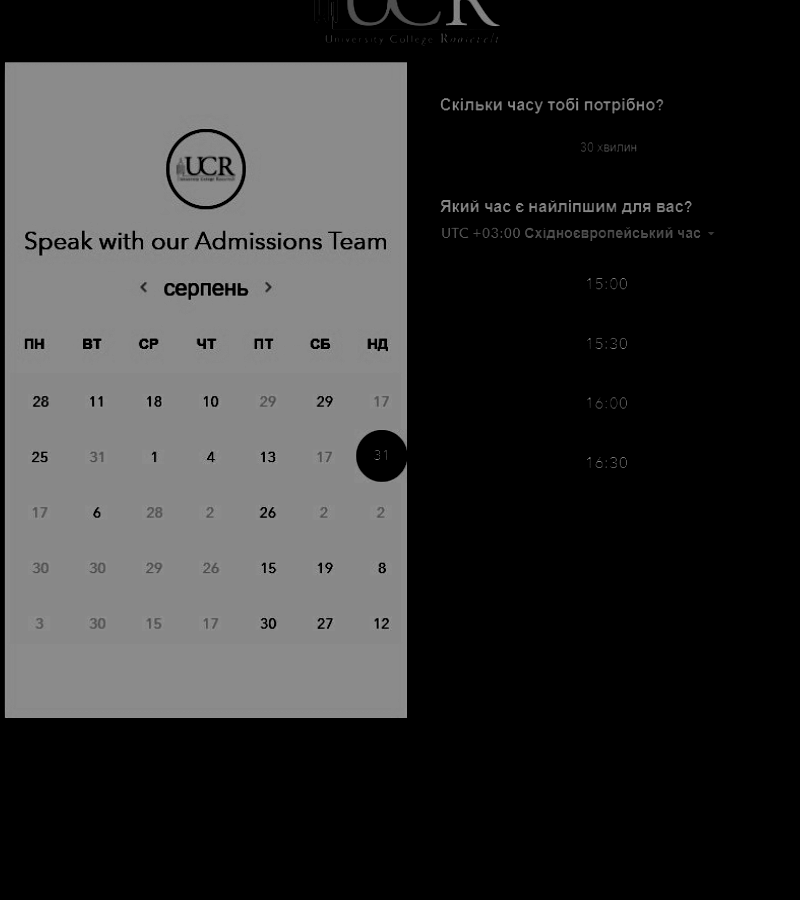 UCR
University College Roosevelt
UCR
University College Roosevelt
Speak with our Admissions Team
серпень
ПН ВТ СР ЧТ ПТ СБ НД
28 11 18 10 29 29 17
25 31 1 4 13 17 31
17 6 28 2 26 2 2
30 30 29 26 15 19 8
3 30 15 17 30 27 12
Скільки часу тобі потрібно?
30 хвилин
Який час є найліпшим для вас?
UTC +03:00 Східноєвропейський час
15:00
15:30
16:00
16:30